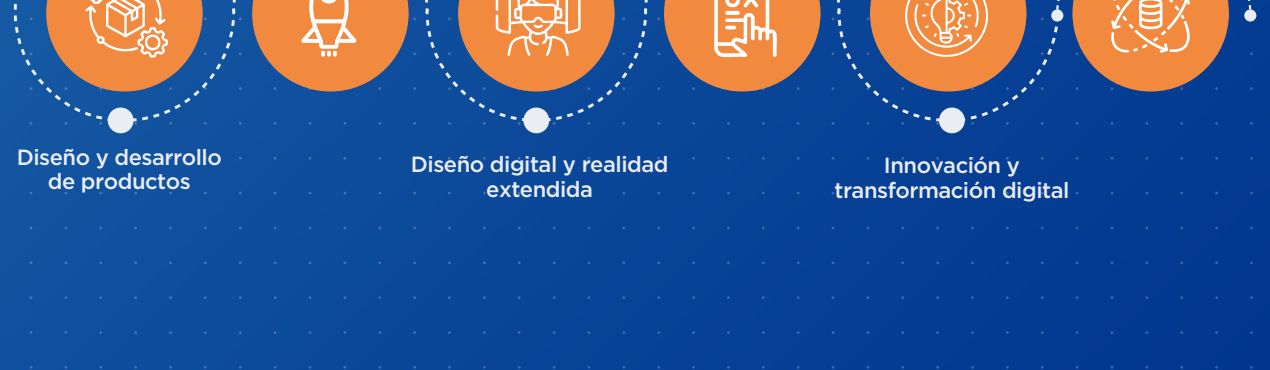 Diseño y desarrollo
de productos
Diseño digital y realidad
extendida
Innovación y
transformación digital